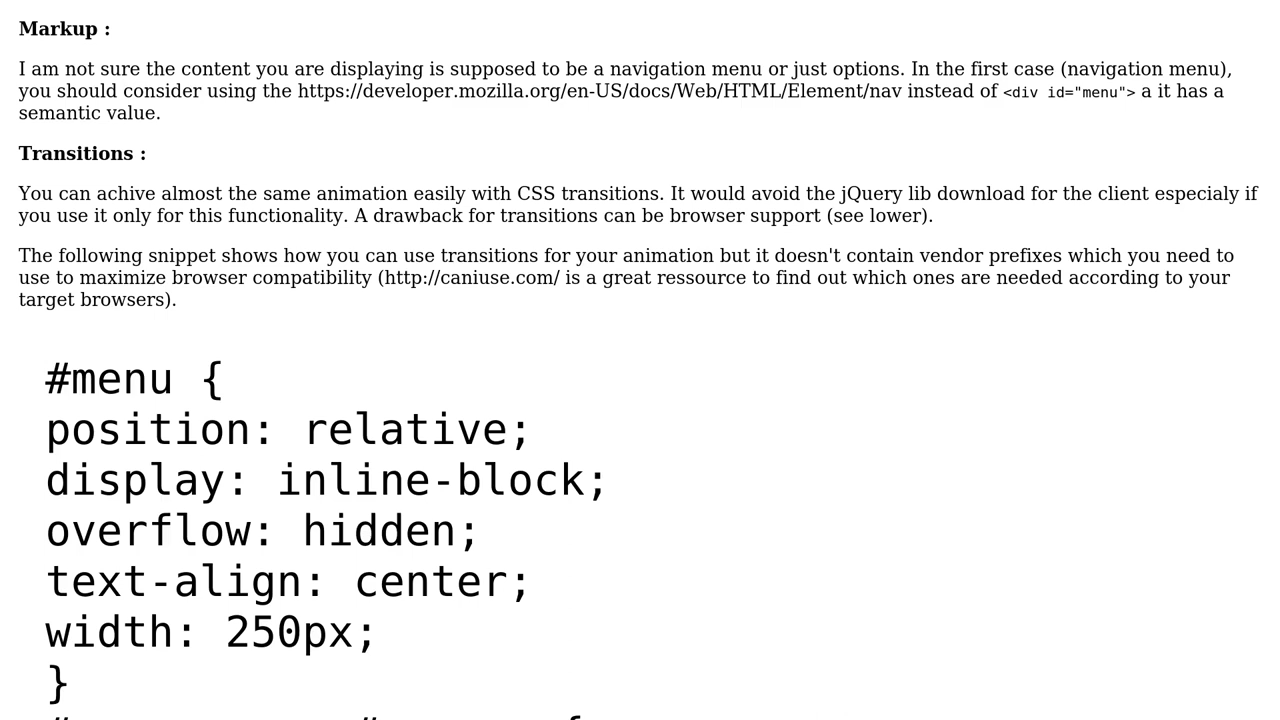 Markup :
I am not sure the content you are displaying is supposed to be a navigation menu or just options. In the first case (navigation menu),
you should consider using the https://developer.mozilla.org/en-US/docs/Web/HTML/Element/nav instead of <div id="menu"> a it has a
semantic value.
Transitions :
You can achive almost the same animation easily with CSS transitions. It would avoid the jQuery lib download for the client especialy if
you use it only for this functionality. A drawback for transitions can be browser support (see lower).
The following snippet shows how you can use transitions for your animation but it doesn't contain vendor prefixes which you need to
use to maximize browser compatibility (http://caniuse.com/ is a great ressource to find out which ones are needed according to your
target browsers).
#menu {
position: relative;
display: inline-block;
overflow: hidden;
text-align: center;
width: 250px;
}